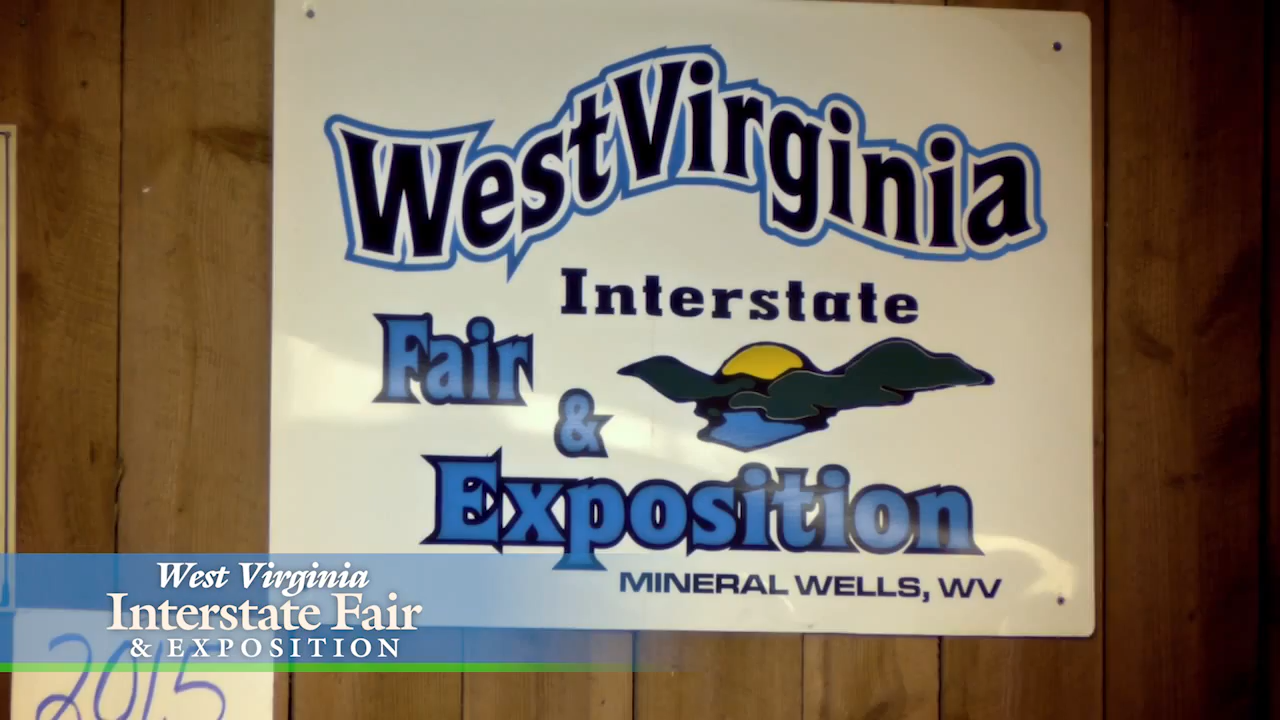 West Virginia
Interstate
Fair
&
Exposition
MINERAL WELLS, WV
West Virginia
Interstate Fair
& EXPOSITION
2015